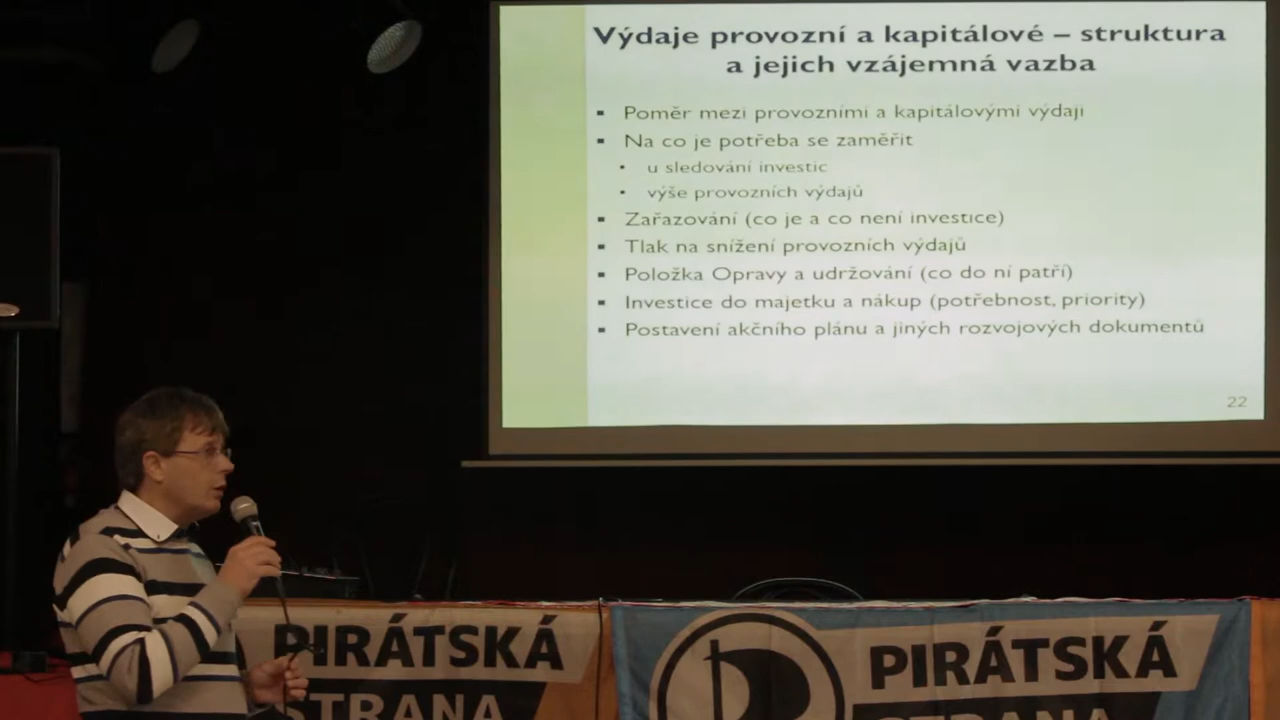 Výdaje provozní a kapitálové – struktura
a jejich vzájemná vazba
▪ Poměr mezi provozními a kapitálovými výdaji
▪ Na co je potřeba se zaměřit
• u sledování investic
• výše provozních výdajů
▪ Zařazování (co je a co není investice)
▪ Tlak na snížení provozních výdajů
▪ Položka Opravy a udržování (co do ní patří)
▪ Investice do majetku a nákup (potřebnost, priority)
▪ Postavení akčního plánu a jiných rozvojových dokumentů
22
PIRÁTSKÁ
STRANA
PIRÁTSKÁ
STRANA